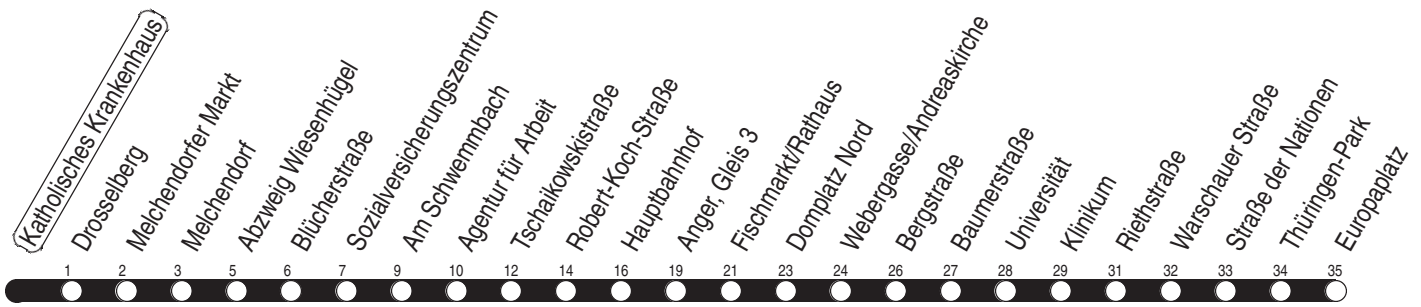 Katholisches Krankenhaus
Drosselberg
Melchendorfer Markt
Melchendorf
Abzweig Wiesenhügel
Blücherstraße
Sozialversicherungszentrum
Am Schwemmbach
Agentur für Arbeit
Tschaikowskistraße
Robert-Koch-Straße
Hauptbahnhof
Anger, Gleis 3
Fischmarkt/Rathaus
Domplatz Nord
Webergasse/Andreaskirche
Bergstraße
Baumerstraße
Universität
Klinikum
Riethstraße
Warschauer Straße
Straße der Nationen
Thüringen-Park
Europaplatz
1 2 3 5 6 7 9 10 12 14 16 19 21 23 24 26 27 28 29 31 32 33 34 35